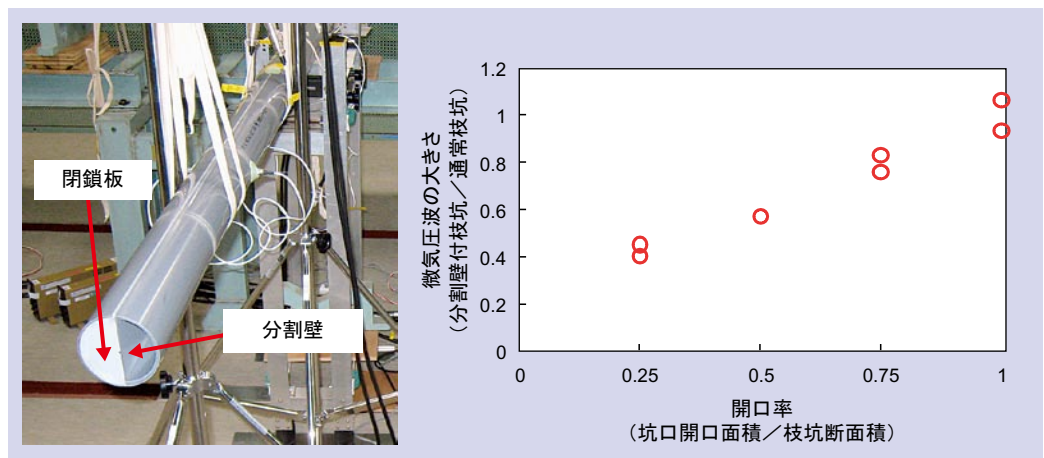 閉鎖板
分割壁
微気圧波の大きさ
（分割壁付枝坑／通常枝坑）
1.2
1
0.8
0.6
0.4
0.2
0
0
0.25
0.5
0.75
1
開口率
（坑口開口面積／枝坑断面積）